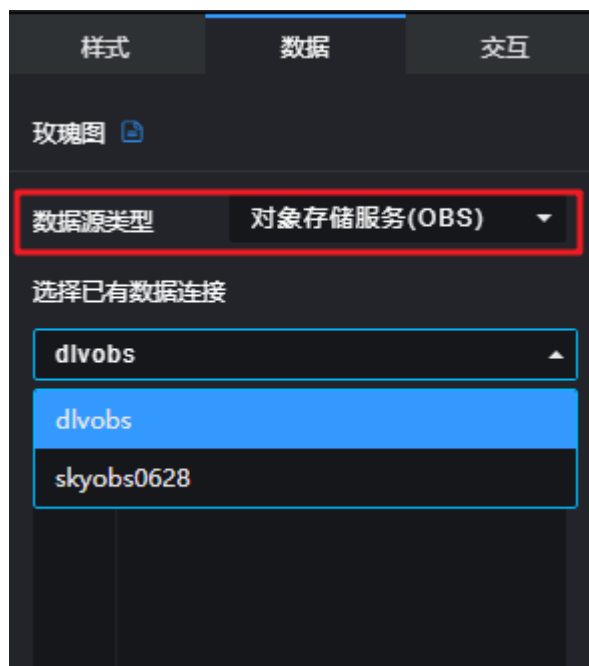 样式 数据 交互
玫瑰图
数据源类型 对象存储服务(OBS)
选择已有数据连接
dlvobs
dlvobs
skyobs0628